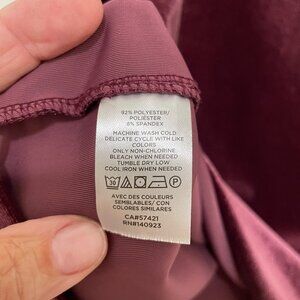 92% POLYESTER/
POLIESTER
8% SPANDEX
MACHINE WASH COLD
DELICATE CYCLE WITH LIKE
COLORS
ONLY NON-CHLORINE
BLEACH WHEN NEEDED
TUMBLE DRY LOW
COOL IRON WHEN NEEDED
30
P
AVEC DES COULEURS
SEMBLABLES/ CON
COLORES SIMILARES
CA#57421
RN#140923